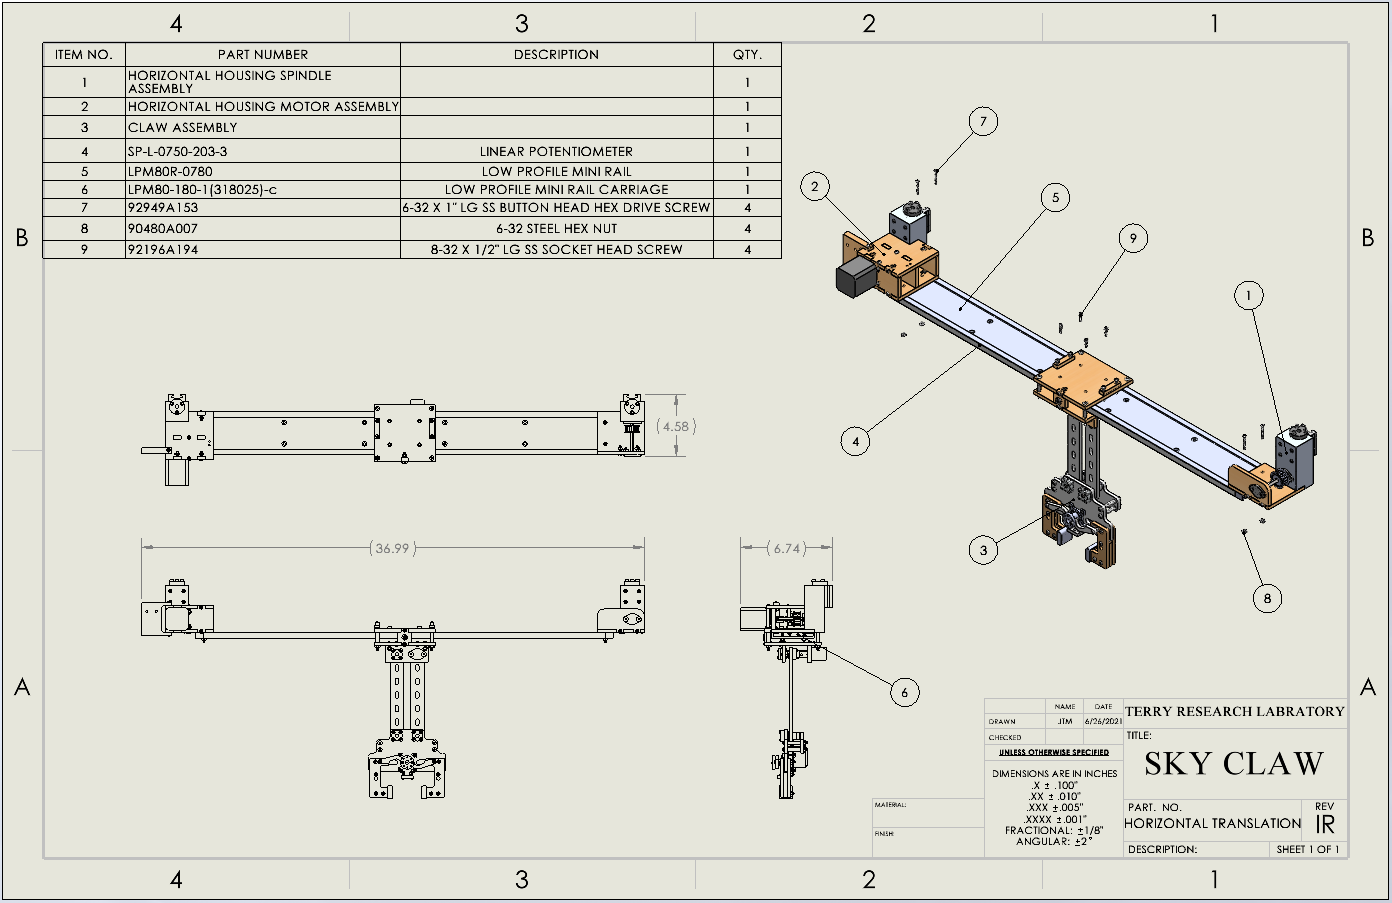 4 3 2 1
ITEM NO. PART NUMBER DESCRIPTION QTY.
1 HORIZONTAL HOUSING SPINDLE ASSEMBLY 1
2 HORIZONTAL HOUSING MOTOR ASSEMBLY 1
3 CLAW ASSEMBLY 1
4 SP-L-0750-203-3 LINEAR POTENTIOMETER 1
5 LPM80R-0780 LOW PROFILE MINI RAIL 1
6 LPM80-180-1(318025)-c LOW PROFILE MINI RAIL CARRIAGE 1
7 92949A153 6-32 X 1" LG SS BUTTON HEAD HEX DRIVE SCREW 4
8 90480A007 6-32 STEEL HEX NUT 4
9 92196A194 8-32 X 1/2" LG SS SOCKET HEAD SCREW 4
B
B
7
2
5
9
1
4
3
8
(4.58)
(36.99)
(6.74)
6
A
A
NAME DATE
DRAWN JTM 6/26/2021
CHECKED
UNLESS OTHERWISE SPECIFIED
DIMENSIONS ARE IN INCHES
.X ± .100"
.XX ± .010"
.XXX ±.005"
.XXXX ±.001"
FRACTIONAL: ±1/8"
ANGULAR: ±2°
MATERIAL:
FINISH:
TERRY RESEARCH LABRATORY
TITLE:
SKY CLAW
PART. NO.
HORIZONTAL TRANSLATION
REV
IR
DESCRIPTION:
SHEET 1 OF 1
4 3 2 1